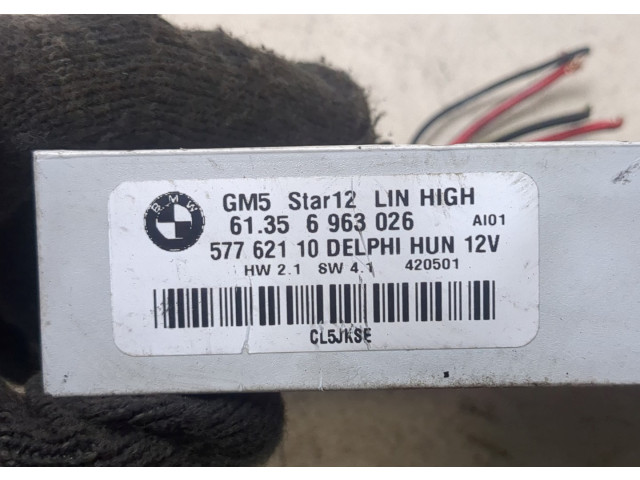 BMW
GM5 Star12 LIN HIGH
61.35 6 963 026 AI01
577 621 10 DELPHI HUN 12V
HW 2.1 SW 4.1 420501
CL5JKSE